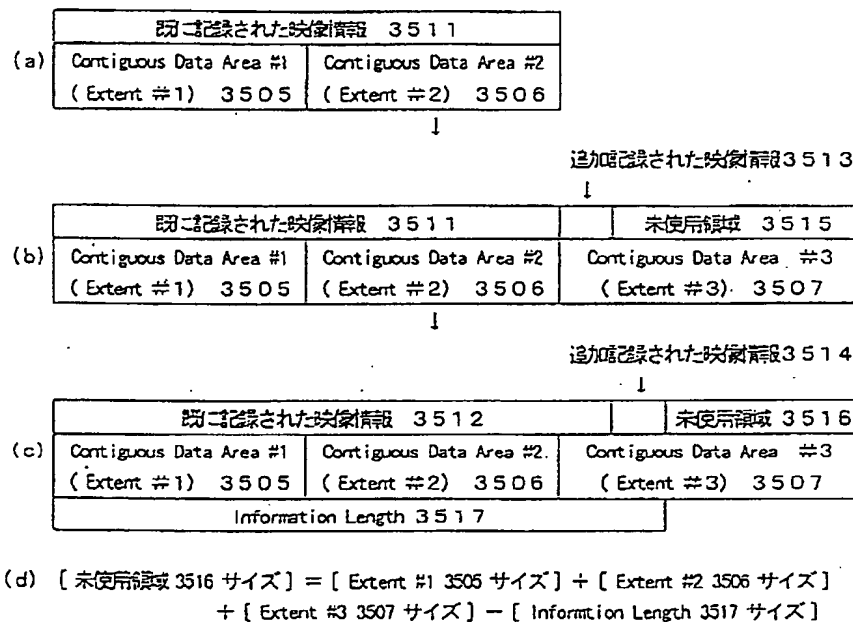 既に記録された映像情報 3511
(a) Contiguous Data Area #1 Contiguous Data Area #2
( Extent #1) 3505 ( Extent #2) 3506
↓
追加記録された映像情報3513
↓
既に記録された映像情報 3511 未使用領域 3515
(b) Contiguous Data Area #1 Contiguous Data Area #2 Contiguous Data Area #3
( Extent #1) 3505 ( Extent #2) 3506 ( Extent #3) 3507
↓
追加記録された映像情報3514
↓
既に記録された映像情報 3512 未使用領域 3516
(c) Contiguous Data Area #1 Contiguous Data Area #2 Contiguous Data Area #3
( Extent #1) 3505 ( Extent #2) 3506 ( Extent #3) 3507
Information Length 3517
(d) [ 未使用領域 3516 サイズ ] = [ Extent #1 3505 サイズ ] + [ Extent #2 3506 サイズ ]
+ [ Extent #3 3507 サイズ ] − [ Informtion Length 3517 サイズ ]